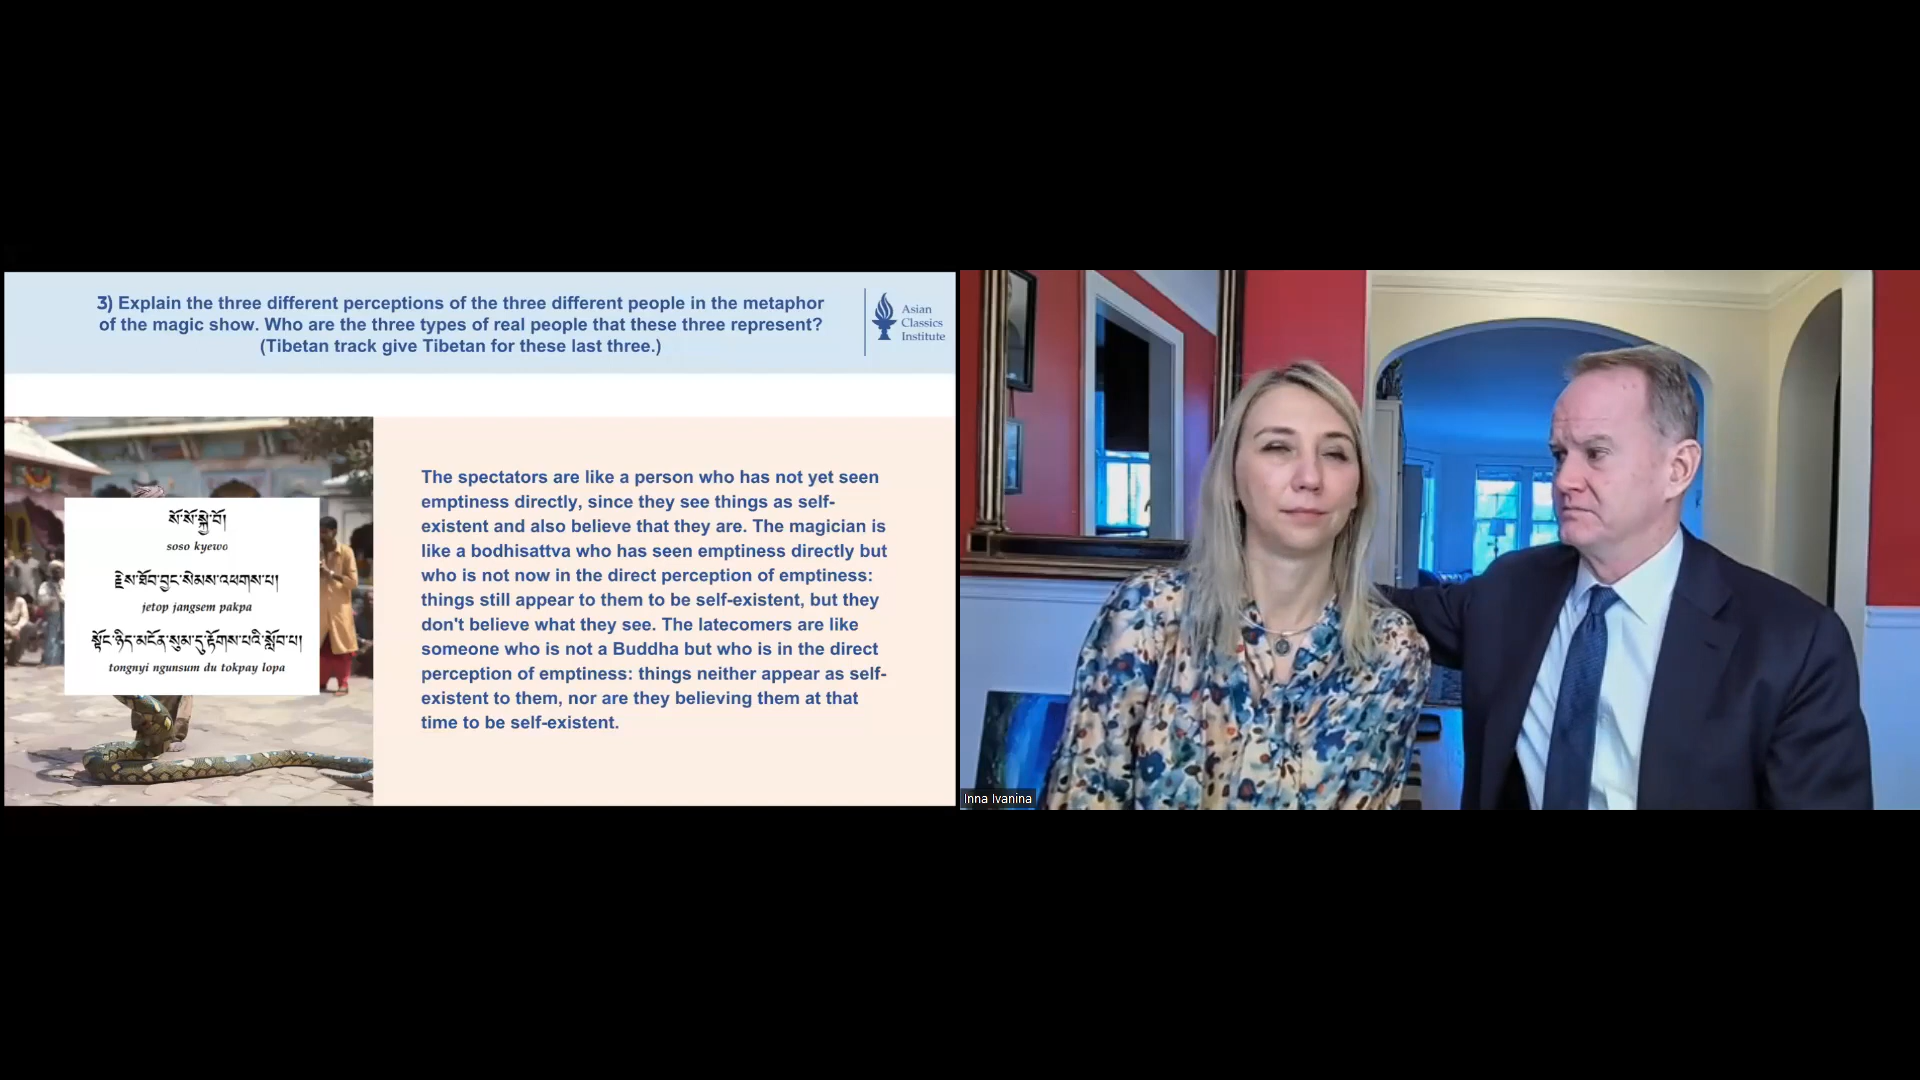 3) Explain the three different perceptions of the three different people in the metaphor
of the magic show. Who are the three types of real people that these three represent?
(Tibetan track give Tibetan for these last three.)
Asian
Classics
Institute
སོ་སོ་སྐྱེ་བོ།
soso kyewo
རྗེས་ཐོབ་བྱང་སེམས་འཕགས་པ།
jetop jangsem pakpa
སྟོང་ཉིད་མངོན་སུམ་དུ་རྟོགས་པའི་སློབ་པ།
tongnyi ngunsum du tokpay lopa
The spectators are like a person who has not yet seen
emptiness directly, since they see things as self-
existent and also believe that they are. The magician is
like a bodhisattva who has seen emptiness directly but
who is not now in the direct perception of emptiness:
things still appear to them to be self-existent, but they
don't believe what they see. The latecomers are like
someone who is not a Buddha but who is in the direct
perception of emptiness: things neither appear as self-
existent to them, nor are they believing them at that
time to be self-existent.
Inna Ivanina